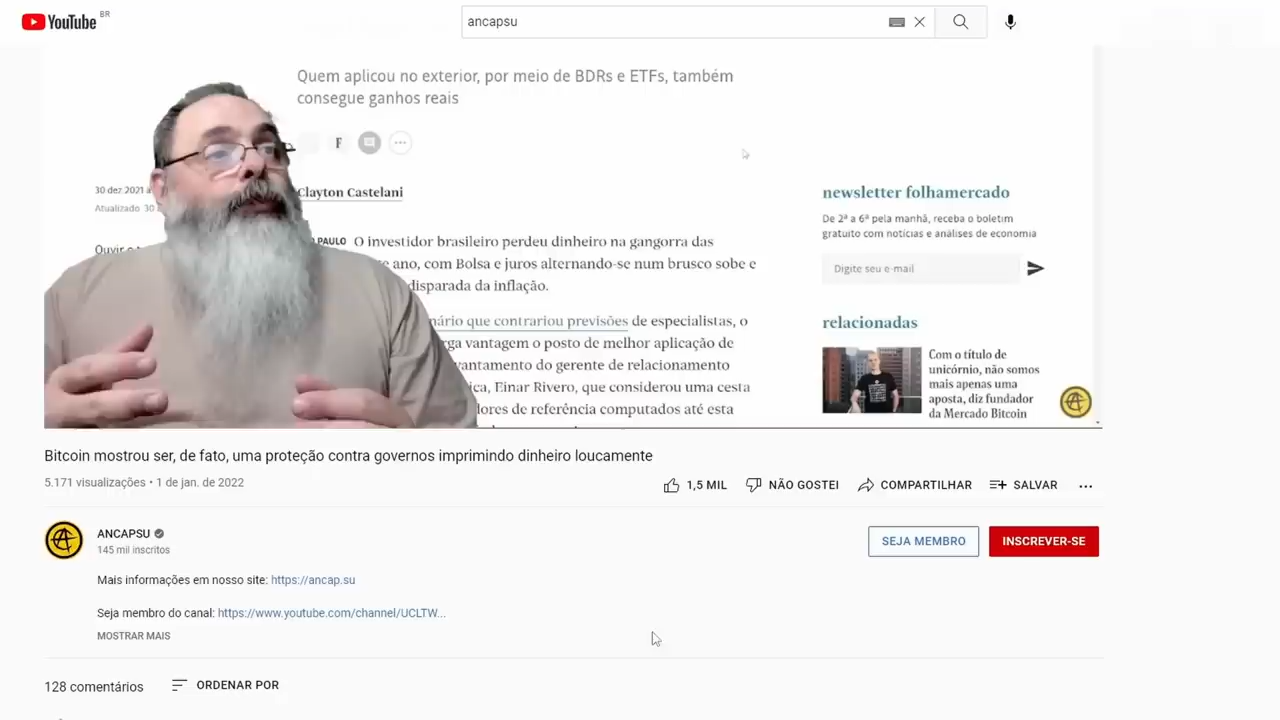 YouTube BR
ancapsu
Quem aplicou no exterior, por meio de BDRs e ETFs, também
consegue ganhos reais
F
30 dez.2021 à
Atualizado 30
Clayton Castelani
newsletter folhamercado
De 2ª a 6ª pela manhã, receba o boletim
gratuito com notícias e análises de economia
Digite seu e-mail
PAULO O investidor brasileiro perdeu dinheiro na gangorra das
e ano, com Bolsa e juros alternando-se num brusco sobe e
disparada da inflação.
nário que contrariou previsões de especialistas, o
rga vantagem o posto de melhor aplicação de
vantamento do gerente de relacionamento
ica, Einar Rivero, que considerou uma cesta
dores de referência computados até esta
relacionadas
Com o título de
unicórnio, não somos
mais apenas uma
aposta, diz fundador
da Mercado Bitcoin
Bitcoin mostrou ser, de fato, uma proteção contra governos imprimindo dinheiro loucamente
5.171 visualizações • 1 de jan. de 2022
1,5 MIL NÃO GOSTEI COMPARTILHAR SALVAR ...
ANCAPSU
145 mil inscritos
SEJA MEMBRO INSCREVER-SE
Mais informações em nosso site: https://ancap.su
Seja membro do canal: https://www.youtube.com/channel/UCLTW...
MOSTRAR MAIS
128 comentários ORDENAR POR